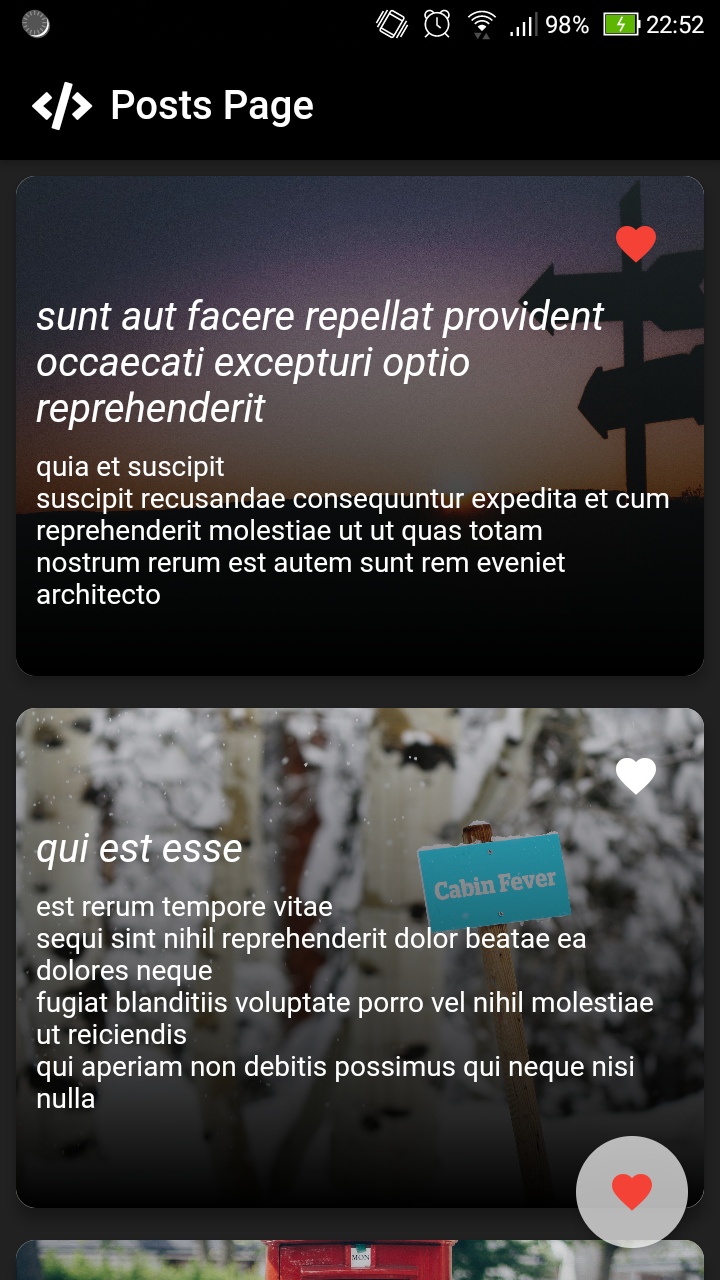 98% 22:52
Posts Page
sunt aut facere repellat provident
occaecati excepturi optio
reprehenderit
quia et suscipit
suscipit recusandae consequuntur expedita et cum
reprehenderit molestiae ut ut quas totam
nostrum rerum est autem sunt rem eveniet
architecto
qui est esse
Cabin Fever
est rerum tempore vitae
sequi sint nihil reprehenderit dolor beatae ea
dolores neque
fugiat blanditiis voluptate porro vel nihil molestiae
ut reiciendis
qui aperiam non debitis possimus qui neque nisi
nulla
MON